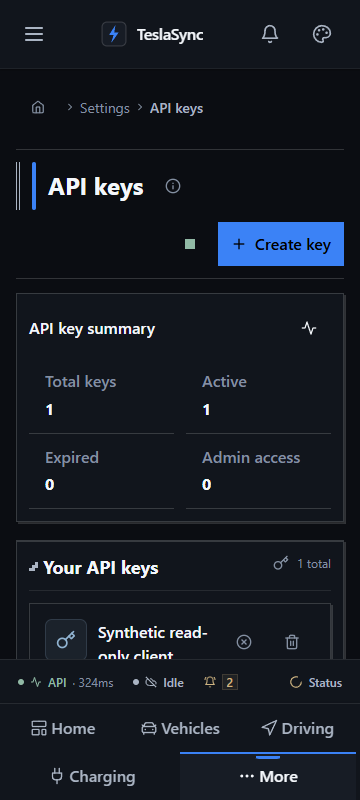 TeslaSync
Settings API keys
API keys
Create key
API key summary
Total keys Active
1 1
Expired Admin access
0 0
Your API keys 1 total
Synthetic read-
only client
API · 324ms Idle 2 Status
Home Vehicles Driving
Charging More